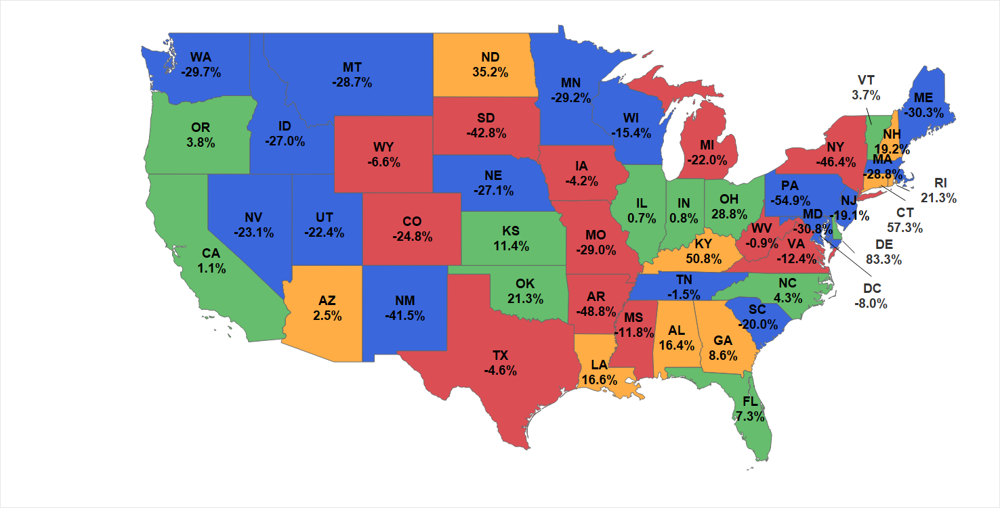 WA
-29.7%
MT
-28.7%
ND
35.2%
MN
-29.2%
VT
3.7%
ME
-30.3%
OR
3.8%
ID
-27.0%
WY
-6.6%
SD
-42.8%
WI
-15.4%
MI
-22.0%
NY
-46.4%
NH
19.2%
MA
-28.8%
RI
21.3%
CT
57.3%
NE
-27.1%
IA
-4.2%
PA
-54.9%
NJ
-19.1%
NV
-23.1%
UT
-22.4%
CO
-24.8%
KS
11.4%
MO
-29.0%
IL
0.7%
IN
0.8%
OH
28.8%
WV
-0.9%
MD
-30.8%
VA
-12.4%
DE
83.3%
DC
-8.0%
CA
1.1%
KY
50.8%
AZ
2.5%
NM
-41.5%
OK
21.3%
AR
-48.8%
TN
-1.5%
NC
4.3%
SC
-20.0%
TX
-4.6%
LA
16.6%
MS
-11.8%
AL
16.4%
GA
8.6%
FL
7.3%